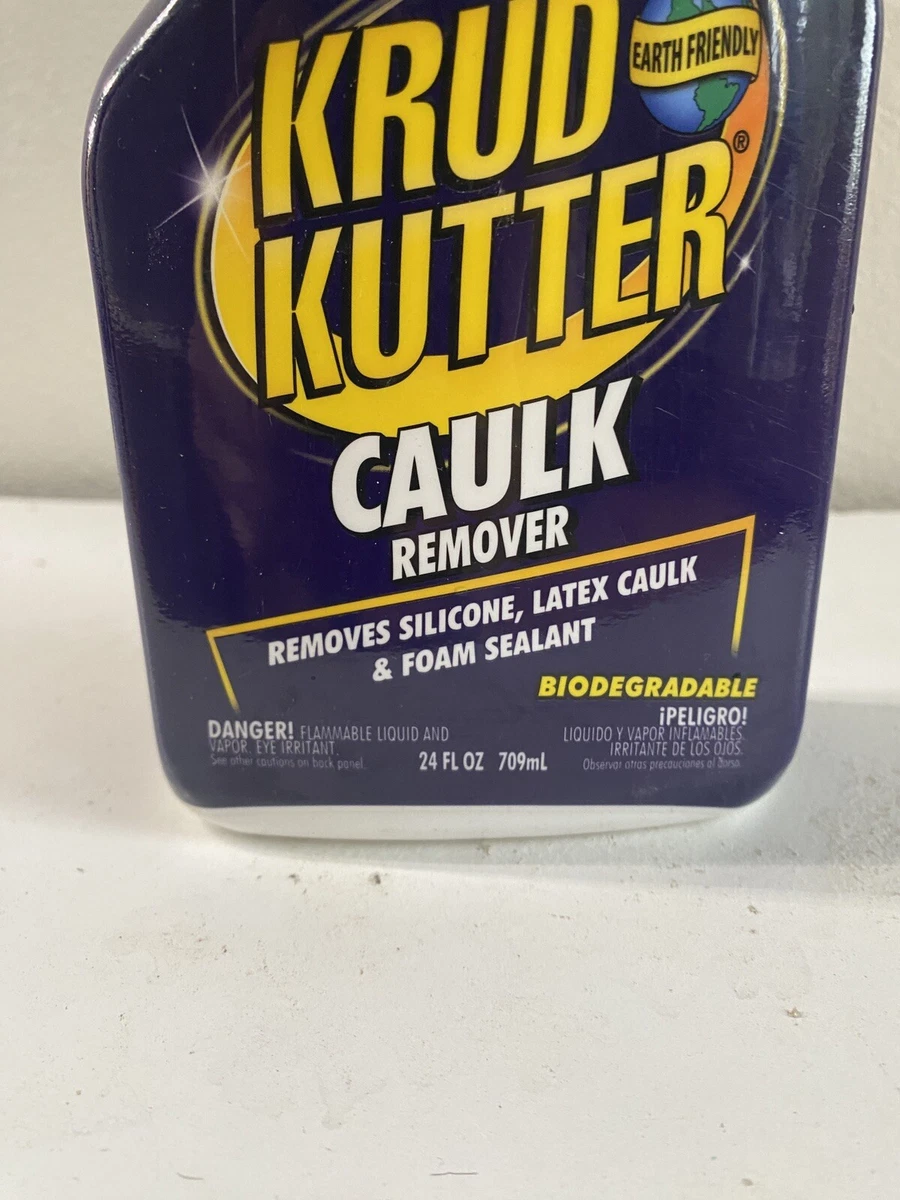 KRUD
EARTH FRIENDLY
KUTTER®
CAULK
REMOVER
REMOVES SILICONE, LATEX CAULK
& FOAM SEALANT
BIODEGRADABLE
DANGER! FLAMMABLE LIQUID AND
VAPOR. EYE IRRITANT.
See other cautions on back panel.
24 FL OZ 709mL
¡PELIGRO!
LIQUIDO Y VAPOR INFLAMABLES.
IRRITANTE DE LOS OJOS.
Observar otras precauciones al dorso.